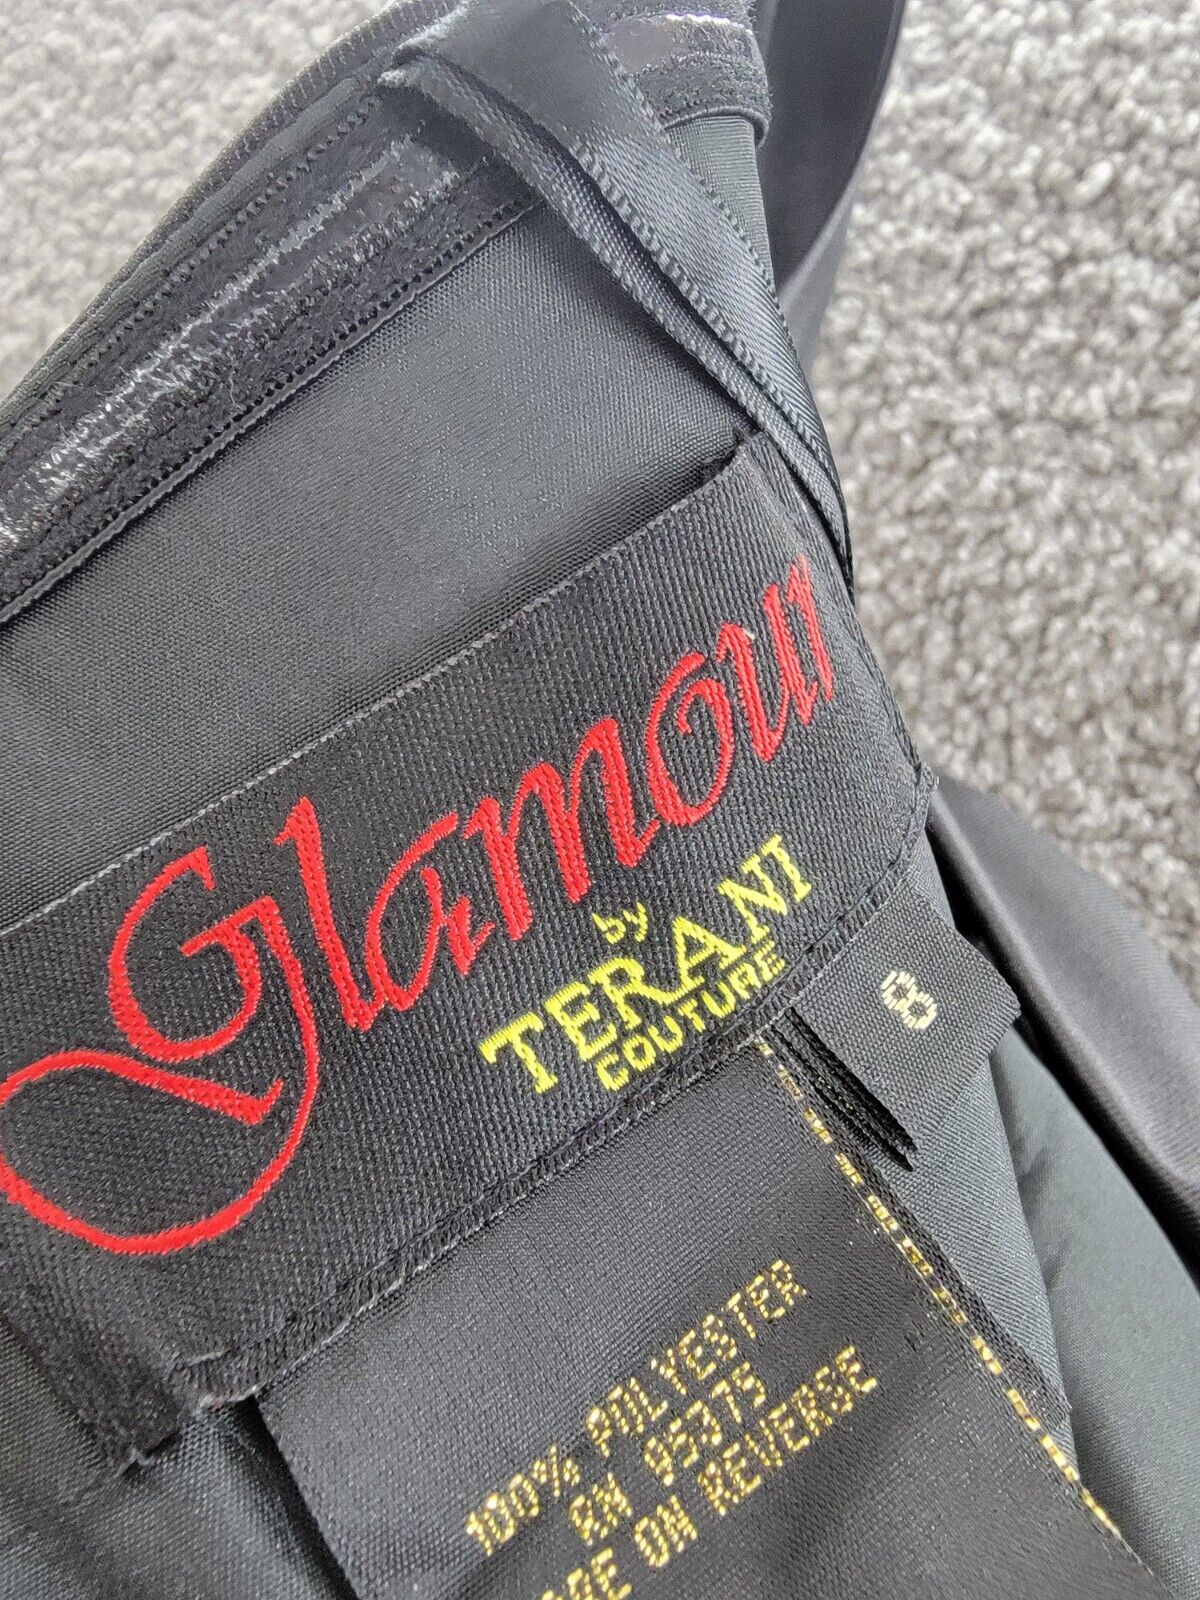 Glamour
by
TERANI
COUTURE
8
100% POLYESTER
RN 95375
ON REVERSE